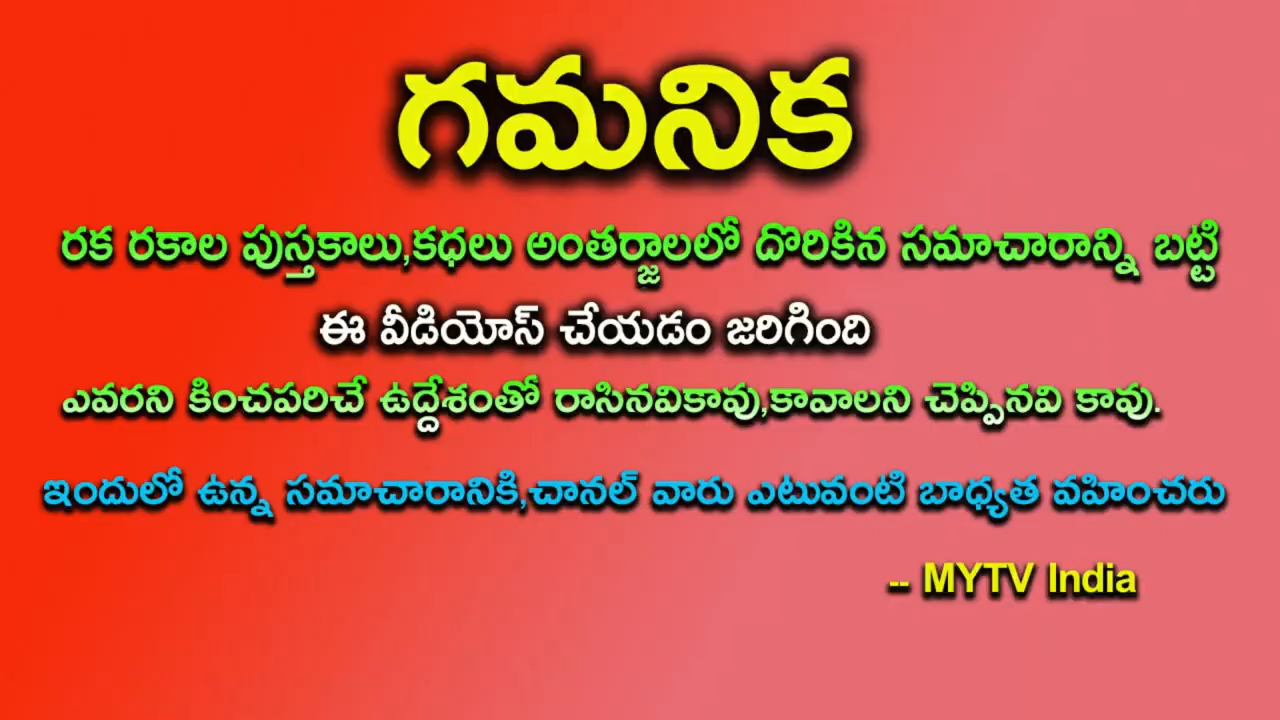 గమనిక
రక రకాల పుస్తకాలు,కధలు అంతర్జాలలో దొరికిన సమాచారాన్ని బట్టి
ఈ వీడియోస్ చేయడం జరిగింది
ఎవరని కించపరిచే ఉద్దేశంతో రాసినవికావు,కావాలని చెప్పినవి కావు.
ఇందులో ఉన్న సమాచారానికి,చానల్ వారు ఎటువంటి బాధ్యత వహించరు
-- MYTV India